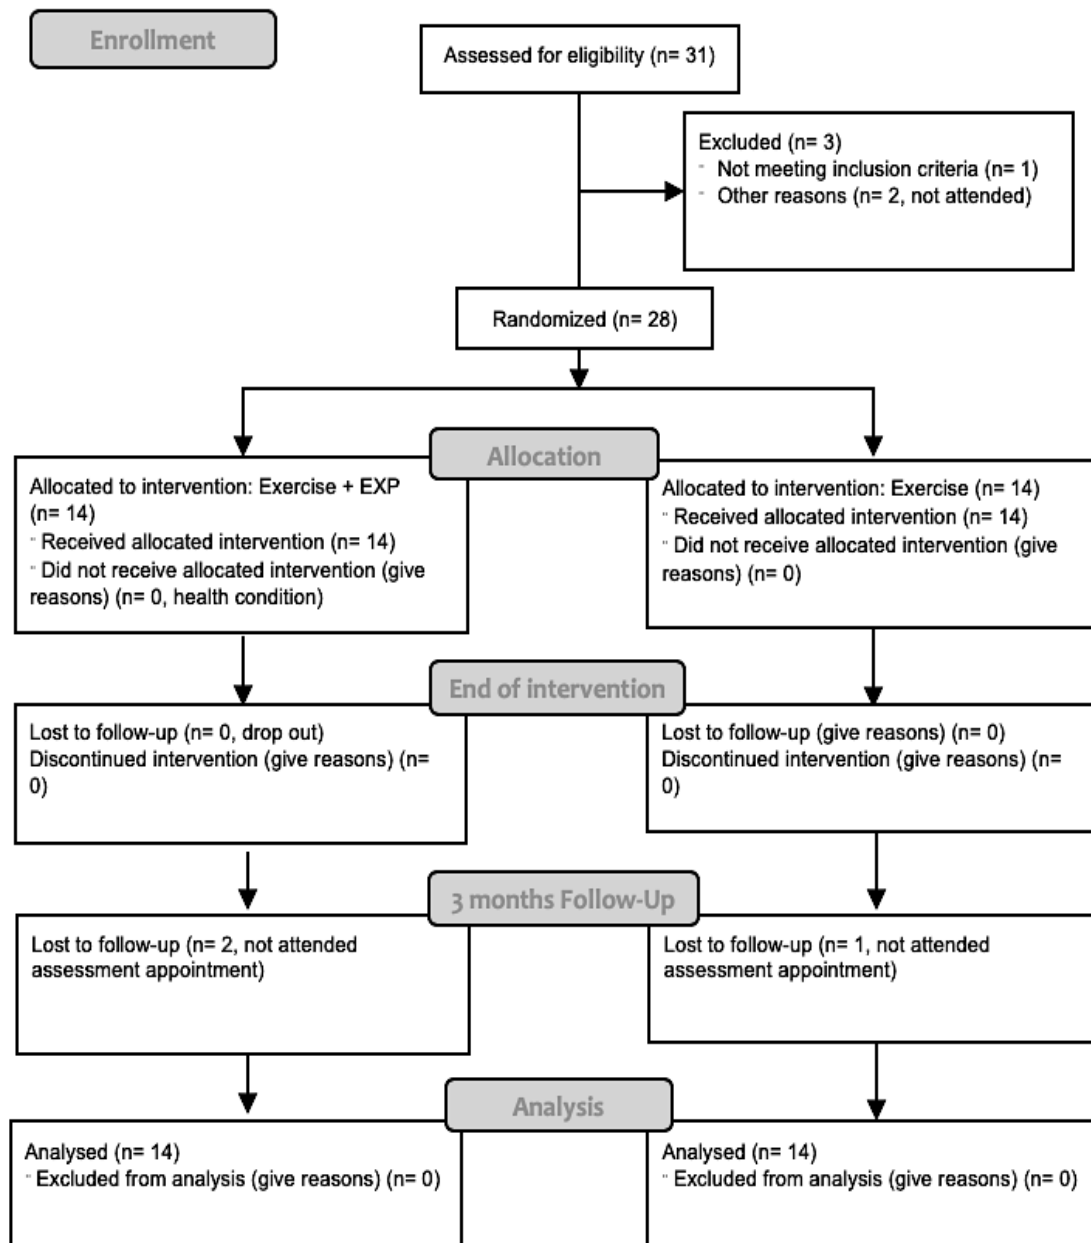 Enrollment
Assessed for eligibility (n= 31)
Excluded (n= 3)
¨ Not meeting inclusion criteria (n= 1)
¨ Other reasons (n= 2, not attended)
Randomized (n= 28)
Allocation
Allocated to intervention: Exercise + EXP
(n= 14)
¨ Received allocated intervention (n= 14)
¨ Did not receive allocated intervention (give
reasons) (n= 0, health condition)
Allocated to intervention: Exercise (n= 14)
¨ Received allocated intervention (n= 14)
¨ Did not receive allocated intervention (give
reasons) (n= 0)
End of intervention
Lost to follow-up (n= 0, drop out)
Discontinued intervention (give reasons) (n=
0)
Lost to follow-up (give reasons) (n= 0)
Discontinued intervention (give reasons) (n=
0)
3 months Follow-Up
Lost to follow-up (n= 2, not attended
assessment appointment)
Lost to follow-up (n= 1, not attended
assessment appointment)
Analysis
Analysed (n= 14)
¨ Excluded from analysis (give reasons) (n= 0)
Analysed (n= 14)
¨ Excluded from analysis (give reasons) (n= 0)